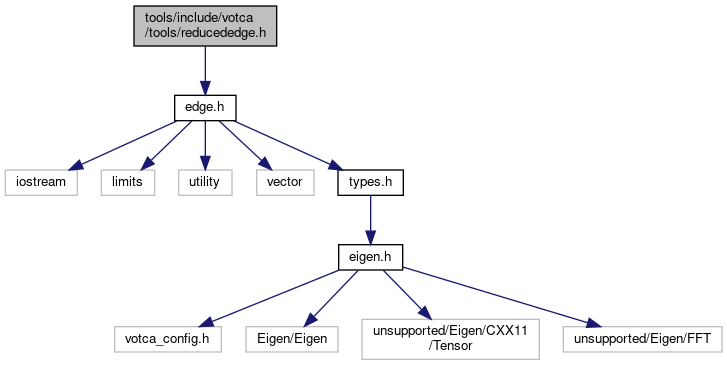 tools/include/votca
/tools/reducededge.h
edge.h
iostream
limits
utility
vector
types.h
eigen.h
votca_config.h
Eigen/Eigen
unsupported/Eigen/CXX11
/Tensor
unsupported/Eigen/FFT